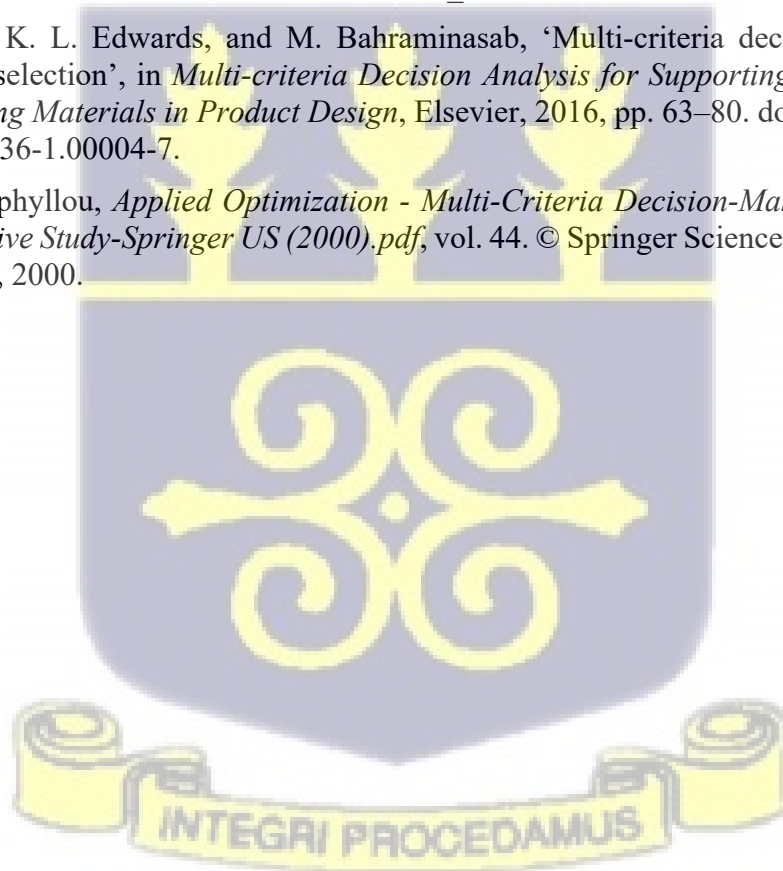 K. L. Edwards, and M. Bahraminasab, ‘Multi-criteria dec
selection’, in Multi-criteria Decision Analysis for Supporting
ng Materials in Product Design, Elsevier, 2016, pp. 63–80. do
36-1.00004-7.
phyllou, Applied Optimization - Multi-Criteria Decision-Ma
ive Study-Springer US (2000).pdf, vol. 44. © Springer Science
, 2000.
INTEGRI PROCEDAMUS